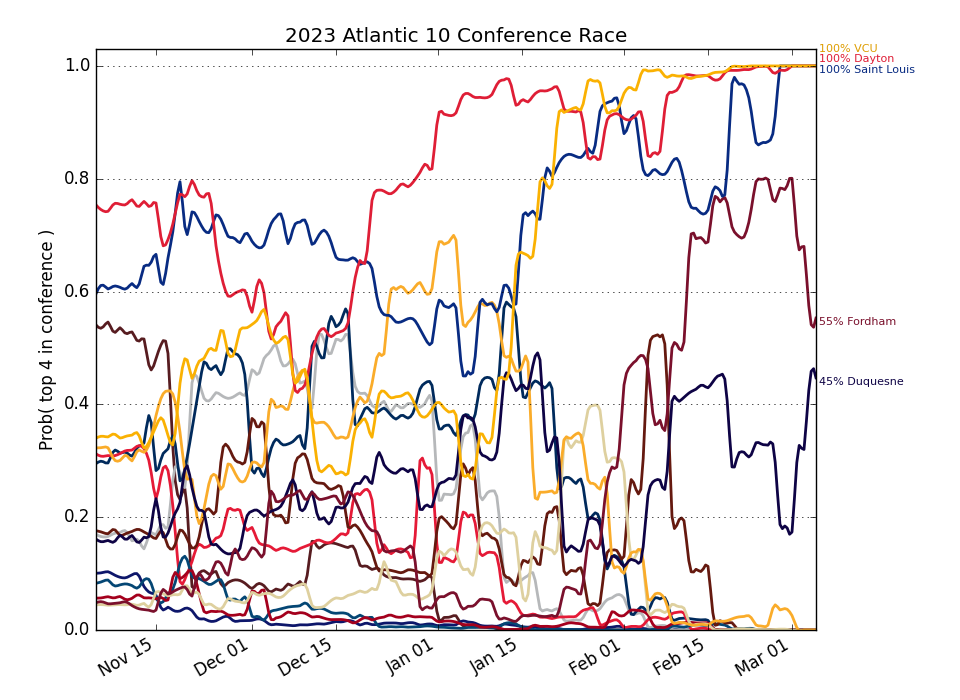 2023 Atlantic 10 Conference Race
100% VCU
100% Dayton
100% Saint Louis
55% Fordham
45% Duquesne
Prob( top 4 in conference )
1.0
0.8
0.6
0.4
0.2
0.0
Nov 15
Dec 01
Dec 15
Jan 01
Jan 15
Feb 01
Feb 15
Mar 01